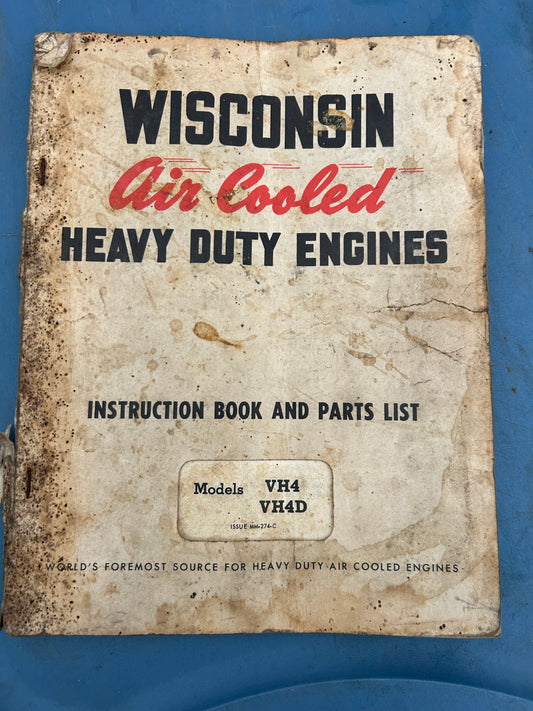 WISCONSIN
Air Cooled
HEAVY DUTY ENGINES
INSTRUCTION BOOK AND PARTS LIST
Models VH4
VH4D
ISSUE MM-274-C
WORLD'S FOREMOST SOURCE FOR HEAVY DUTY AIR COOLED ENGINES